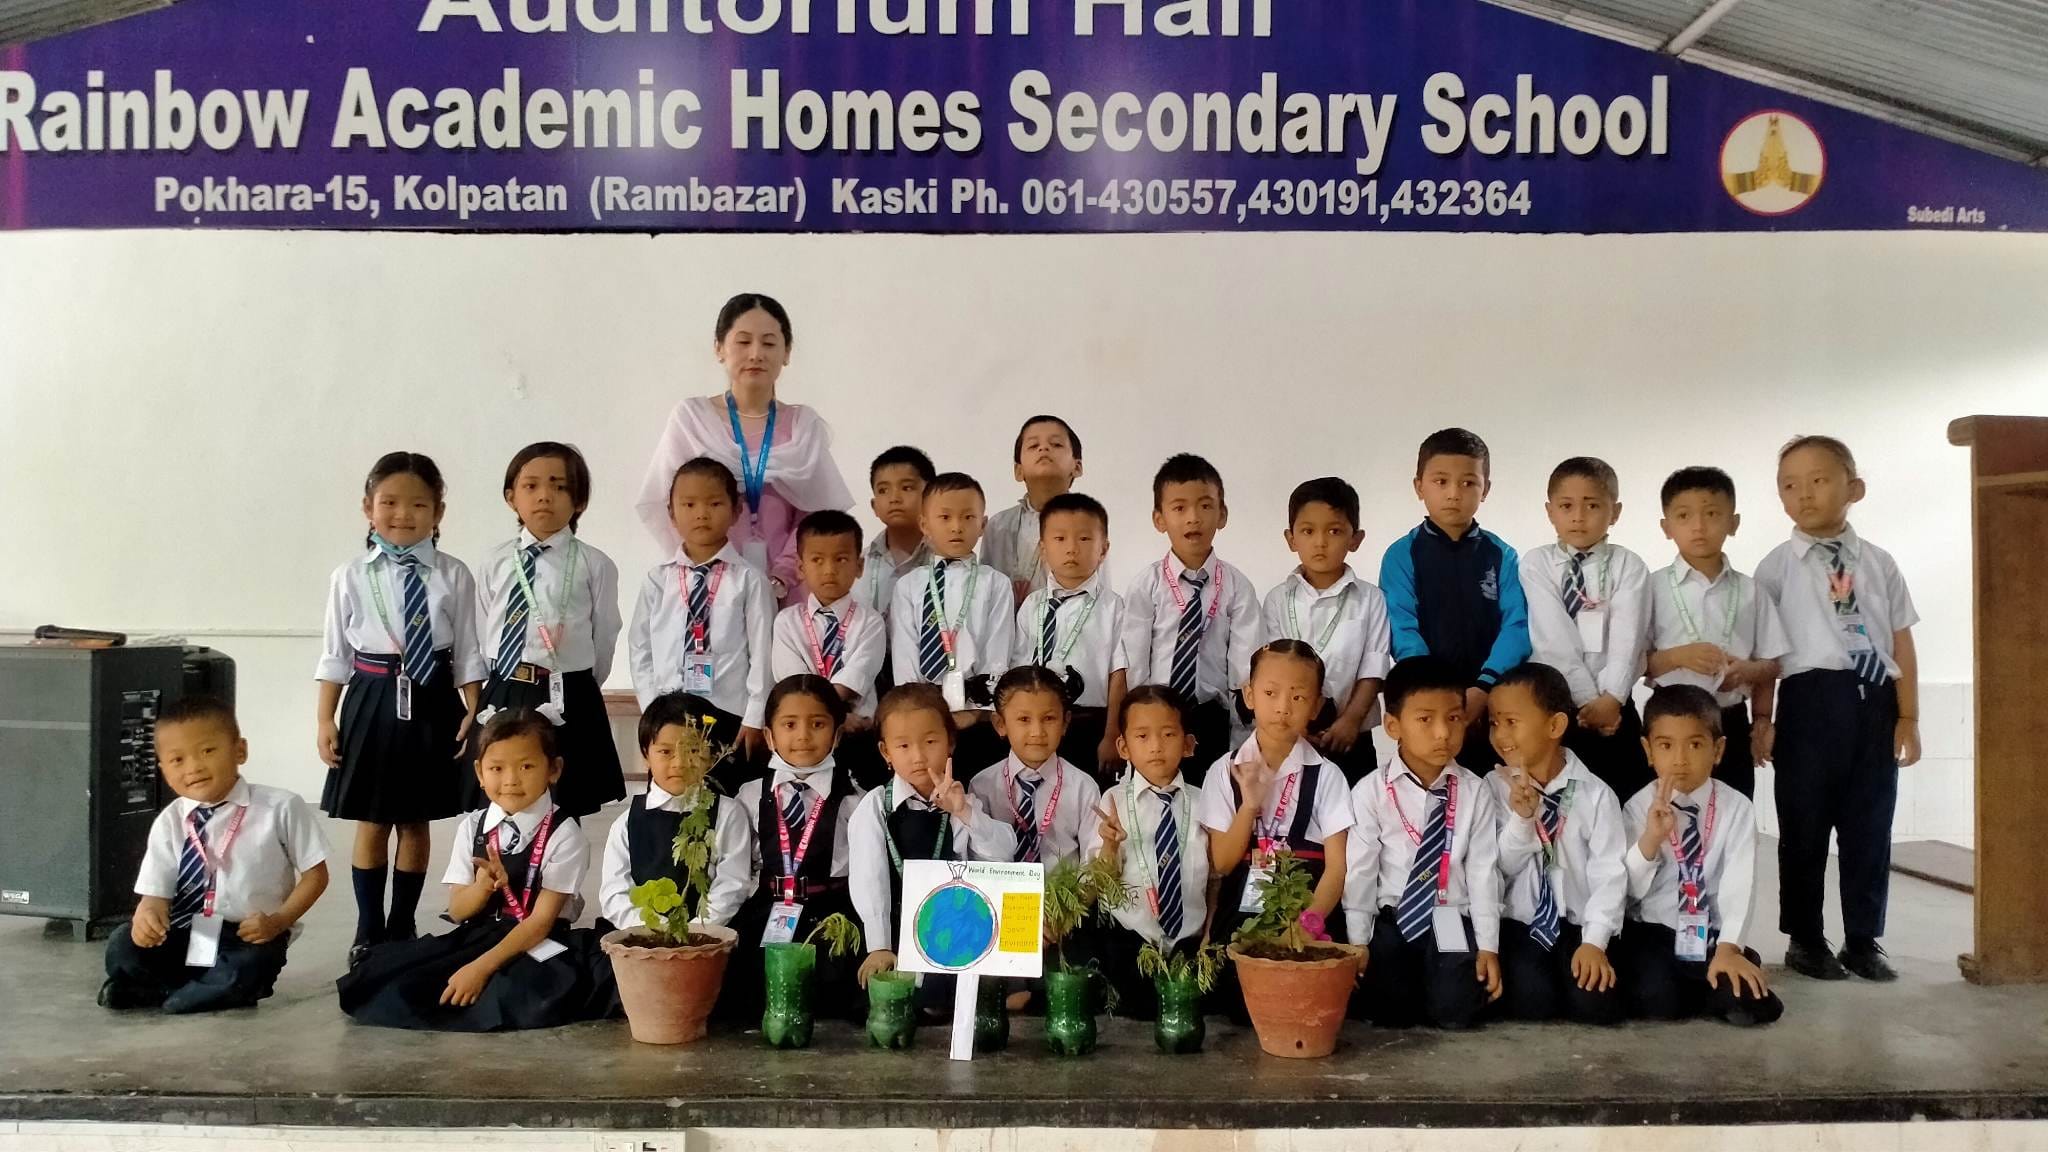 Auditorium Hall
Rainbow Academic Homes Secondary School
Pokhara-15, Kolpatan (Rambazar) Kaski Ph. 061-430557,430191,432364
Subedi Arts
World Environment Day
save